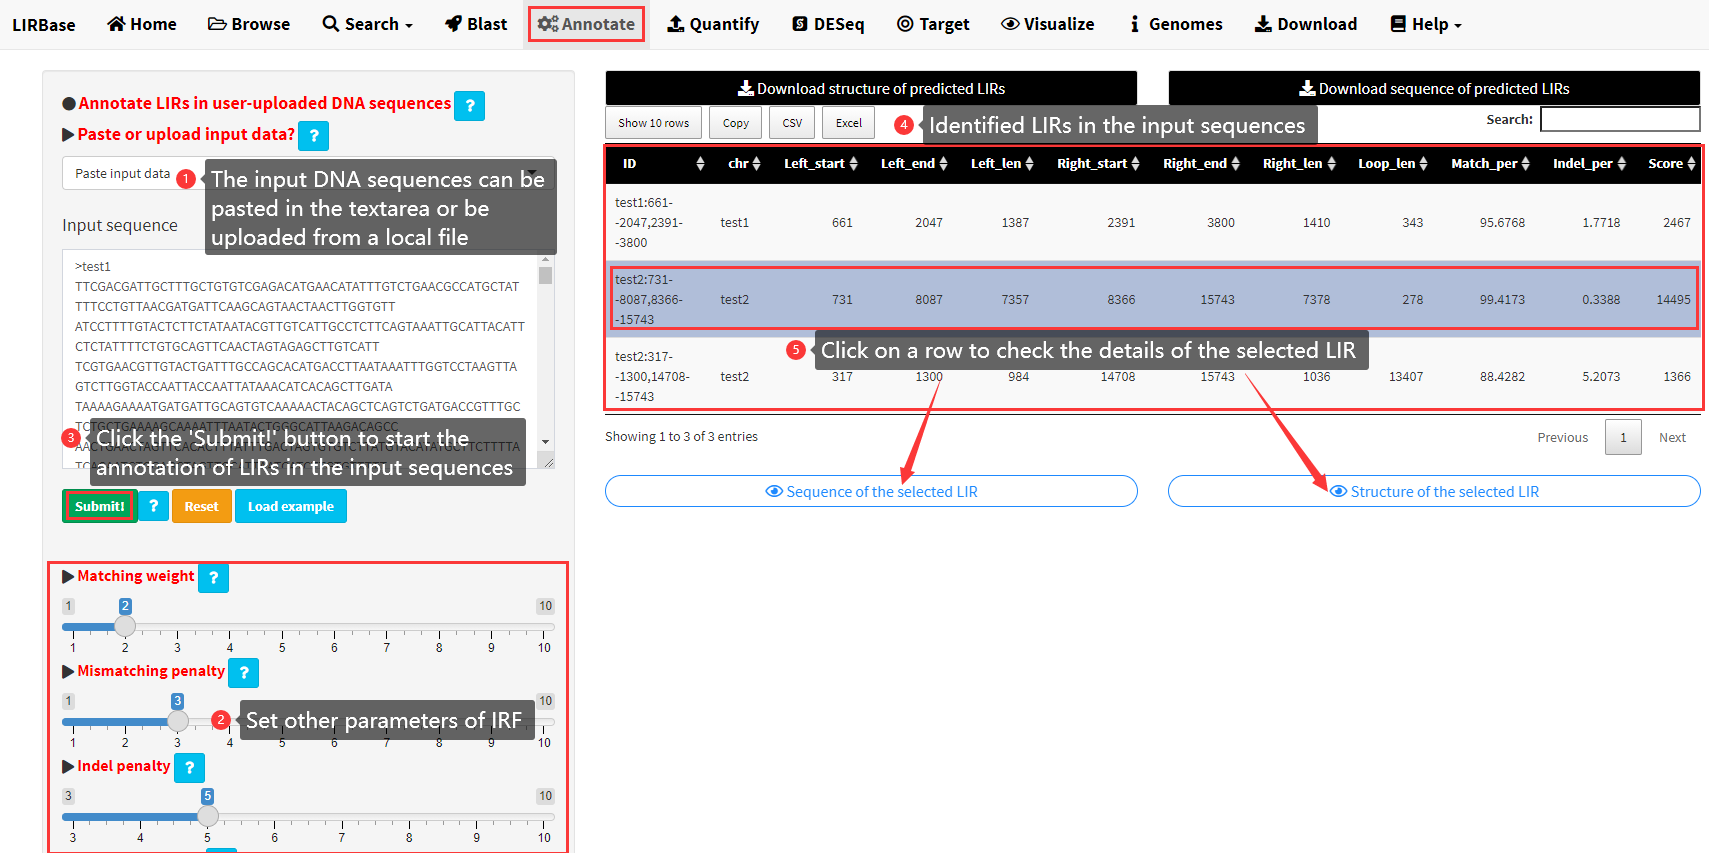 LIRBase Home Browse Search Blast Annotate Quantify DESeq Target Visualize Genomes Download Help
Annotate LIRs in user-uploaded DNA sequences ?
Paste or upload input data? ?
Paste input data
1 The input DNA sequences can be
pasted in the textarea or be
uploaded from a local file
Input sequence
>test1
TTCGACGATTGCTTTGCTGTGTCGAGACATGAACATATTTGTCTGAACGCCATGCTAT
TTTCCTGTTAACGATGATTCAAGCAGTAACTAACTTGGTGTT
ATCCTTTTGTACTCTTCTATAATACGTTGTCATTGCCTCTTCAGTAAATTGCATTACATT
CTCTATTTTCTGTGCAGTTCAACTAGTAGAGCTTGTCATT
TCGTGAACGTTGTACTGATTTGCCAGCACATGACCTTAATAAATTTGGTCCTAAGTTA
GTCTTGGTACCAATTACCAATTATAAACATCACAGCTTGATA
TAAAAGAAAATGATGATTGCAGTGTCAAAAACTACAGCTCAGTCTGATGACCGTTTGC
3 Click the 'Submit!' button to start the
annotation of LIRs in the input sequences
Submit! ? Reset Load example
Matching weight ?
1 2 10
1 2 3 4 5 6 7 8 9 10
Mismatching penalty ?
1 3 10
2 Set other parameters of IRF
1 2 3 4 5 6 7 8 9 10
Indel penalty ?
3 5 10
3 4 5 6 7 8 9 10
Download structure of predicted LIRs
Download sequence of predicted LIRs
Show 10 rows Copy CSV Excel
4 Identified LIRs in the input sequences
Search:
ID chr Left_start Left_end Left_len Right_start Right_end Right_len Loop_len Match_per Indel_per Score
test1:661-
-2047,2391- test1 661 2047 1387 2391 3800 1410 343 95.6768 1.7718 2467
-3800
test2:731-
-8087,8366- test2 731 8087 7357 8366 15743 7378 278 99.4173 0.3388 14495
-15743
5 Click on a row to check the details of the selected LIR
test2:317-
-1300,14708- test2 317 1300 984 14708 15743 1036 13407 88.4282 5.2073 1366
-15743
Showing 1 to 3 of 3 entries
Previous 1 Next
Sequence of the selected LIR
Structure of the selected LIR